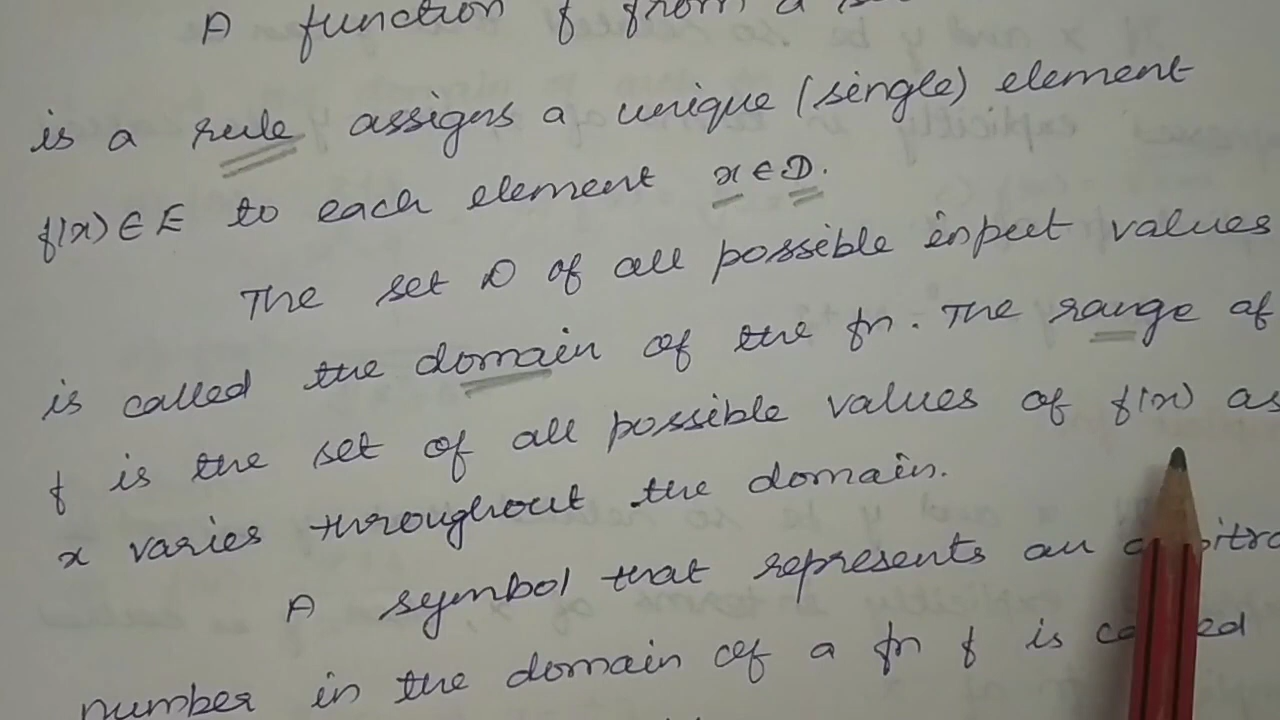 A function f from a
is a rule assigns a unique (single) element
f(x) ∈ E to each element x ∈ D.
The set D of all possible input values
is called the domain of the fn. The range of
f is the set of all possible values of f(x) as
x varies throughout the domain.
A symbol that represents an
number in the domain of a fn f is called